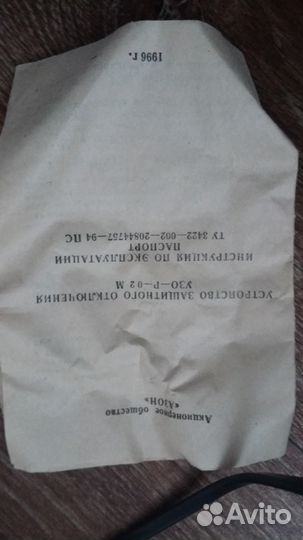 Акционерное общество
«АЗОН»
УСТРОЙСТВО ЗАЩИТНОГО ОТКЛЮЧЕНИЯ
УЗО—Р—02 М
ИНСТРУКЦИЯ ПО ЭКСПЛУАТАЦИИ
ПАСПОРТ
ТУ 3422—002—20844757—94 ПС
1996 г.
Avito